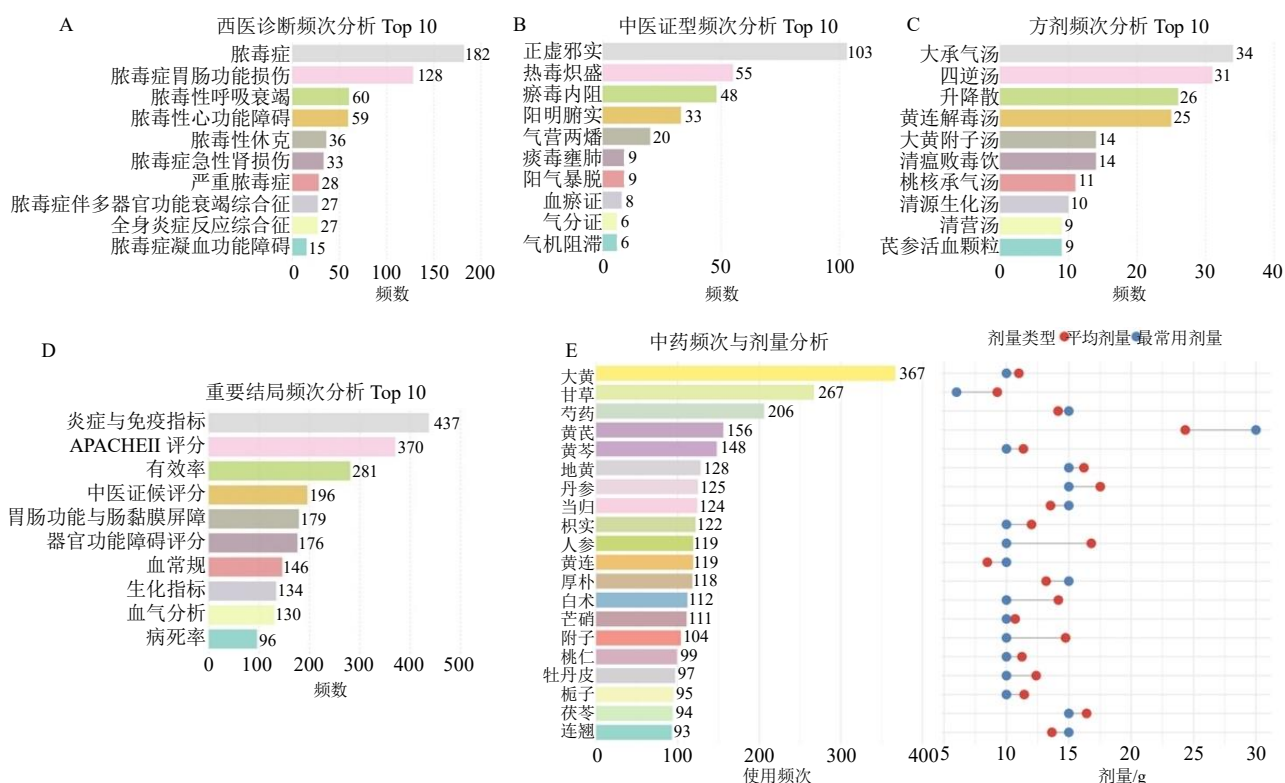 A
西医诊断频次分析 Top 10
脓毒症
182
脓毒症胃肠功能损伤
128
脓毒性呼吸衰竭
60
脓毒性心功能障碍
59
脓毒性休克
36
脓毒症急性肾损伤
33
严重脓毒症
28
脓毒症伴多器官功能衰竭综合征
27
全身炎症反应综合征
27
脓毒症凝血功能障碍
15
0 50 100 150 200
频数
B
中医证型频次分析 Top 10
正虚邪实
103
热毒炽盛
55
瘀毒内阻
48
阳明腑实
33
气营两燔
20
痰毒壅肺
9
阳气暴脱
9
血瘀证
8
气分证
6
气机阻滞
6
0 50 100
频数
C
方剂频次分析 Top 10
大承气汤
34
四逆汤
31
升降散
26
黄连解毒汤
25
大黄附子汤
14
清瘟败毒饮
14
桃核承气汤
11
清源生化汤
10
清营汤
9
芪参活血颗粒
9
0 10 20 30 40
频数
D
重要结局频次分析 Top 10
炎症与免疫指标
437
APACHEII 评分
370
有效率
281
中医证候评分
196
胃肠功能与肠黏膜屏障
179
器官功能障碍评分
176
血常规
146
生化指标
134
血气分析
130
病死率
96
0 100 200 300 400 500
频数
E
中药频次与剂量分析
大黄
367
甘草
267
芍药
206
黄芪
156
黄芩
148
地黄
128
丹参
125
当归
124
枳实
122
人参
119
黄连
119
厚朴
118
白术
112
芒硝
111
附子
104
桃仁
99
牡丹皮
97
栀子
95
茯苓
94
连翘
93
0 100 200 300 400
使用频次
剂量类型 平均剂量 最常用剂量
5 10 15 20 25 30
剂量/g